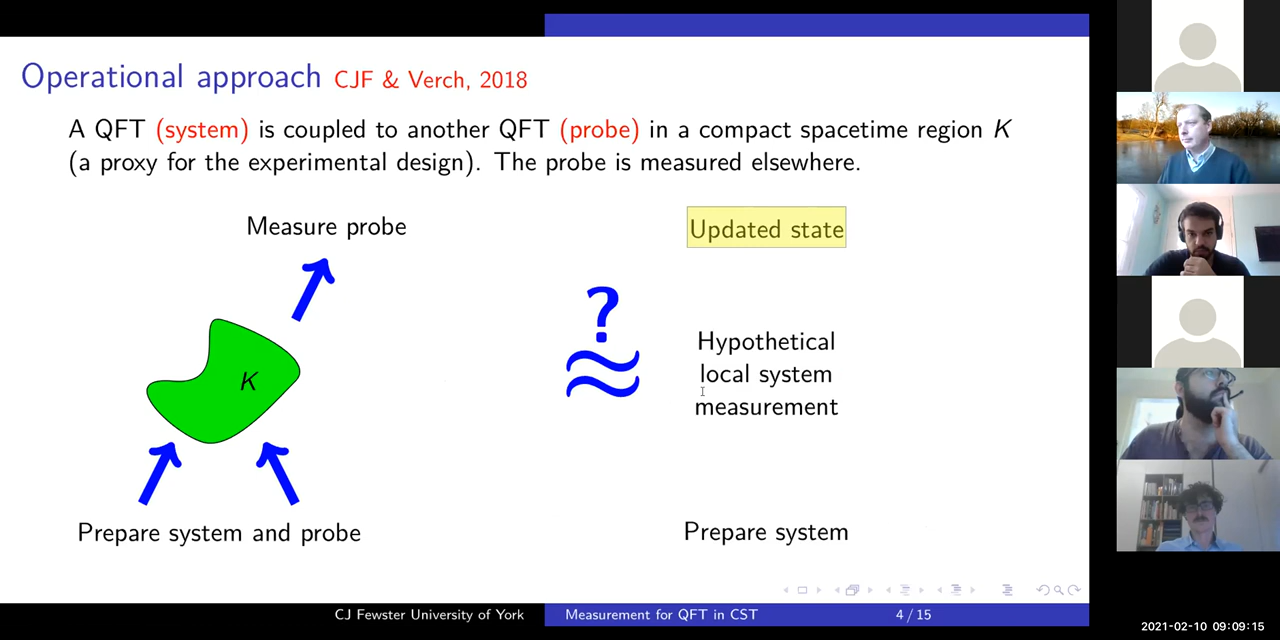 Operational approach CJF & Verch, 2018
A QFT (system) is coupled to another QFT (probe) in a compact spacetime region K
(a proxy for the experimental design). The probe is measured elsewhere.
Measure probe
Updated state
?
≈
K
Hypothetical
local system
measurement
Prepare system and probe
Prepare system
CJ Fewster University of York
Measurement for QFT in CST
4 / 15
2021-02-10 09:09:15